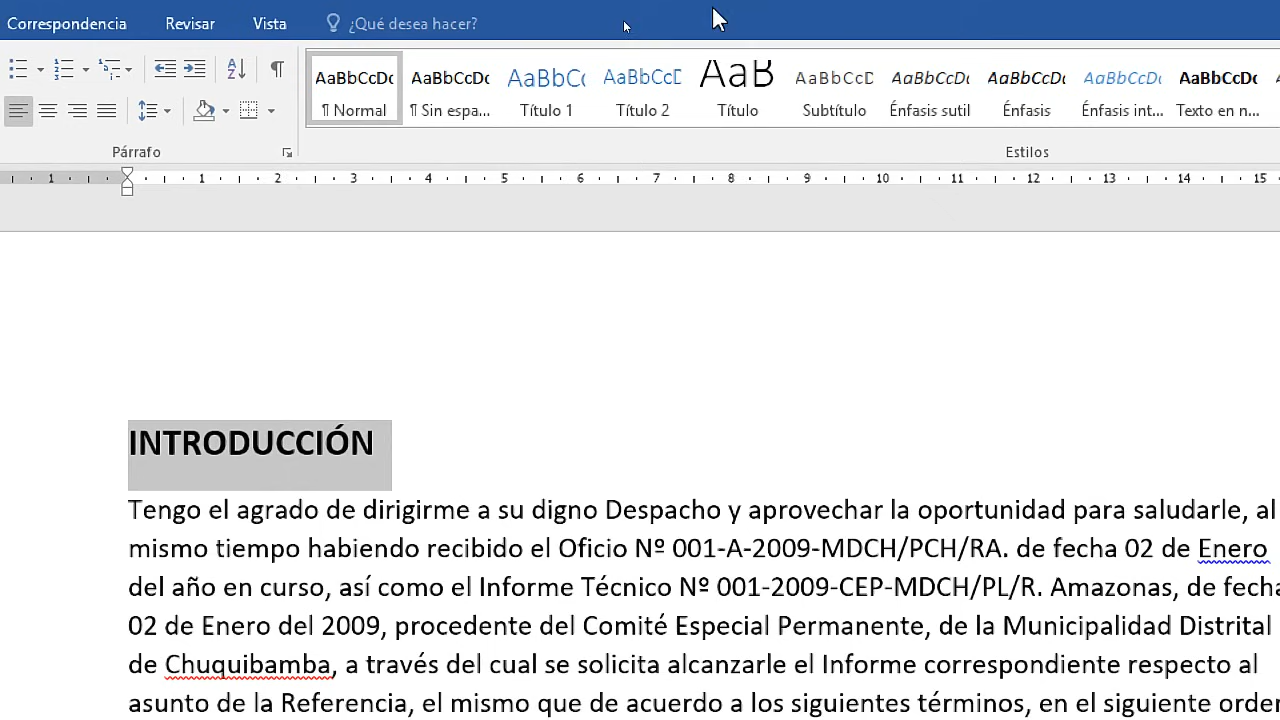 Correspondencia Revisar Vista ¿Qué desea hacer?
AaBbCcDc AaBbCcDc AaBbC( AaBbCcD AaB AaBbCcD AaBbCcDc AaBbCcDc AaBbCcDc AaBbCcDc
¶ Normal ¶ Sin espa... Título 1 Título 2 Título Subtítulo Énfasis sutil Énfasis Énfasis int... Texto en n...
Párrafo Estilos
1 1 2 3 4 5 6 7 8 9 10 11 12 13 14 15
INTRODUCCIÓN
Tengo el agrado de dirigirme a su digno Despacho y aprovechar la oportunidad para saludarle, al
mismo tiempo habiendo recibido el Oficio Nº 001-A-2009-MDCH/PCH/RA. de fecha 02 de Enero
del año en curso, así como el Informe Técnico Nº 001-2009-CEP-MDCH/PL/R. Amazonas, de fecha
02 de Enero del 2009, procedente del Comité Especial Permanente, de la Municipalidad Distrital
de Chuquibamba, a través del cual se solicita alcanzarle el Informe correspondiente respecto al
asunto de la Referencia, el mismo que de acuerdo a los siguientes términos, en el siguiente orden